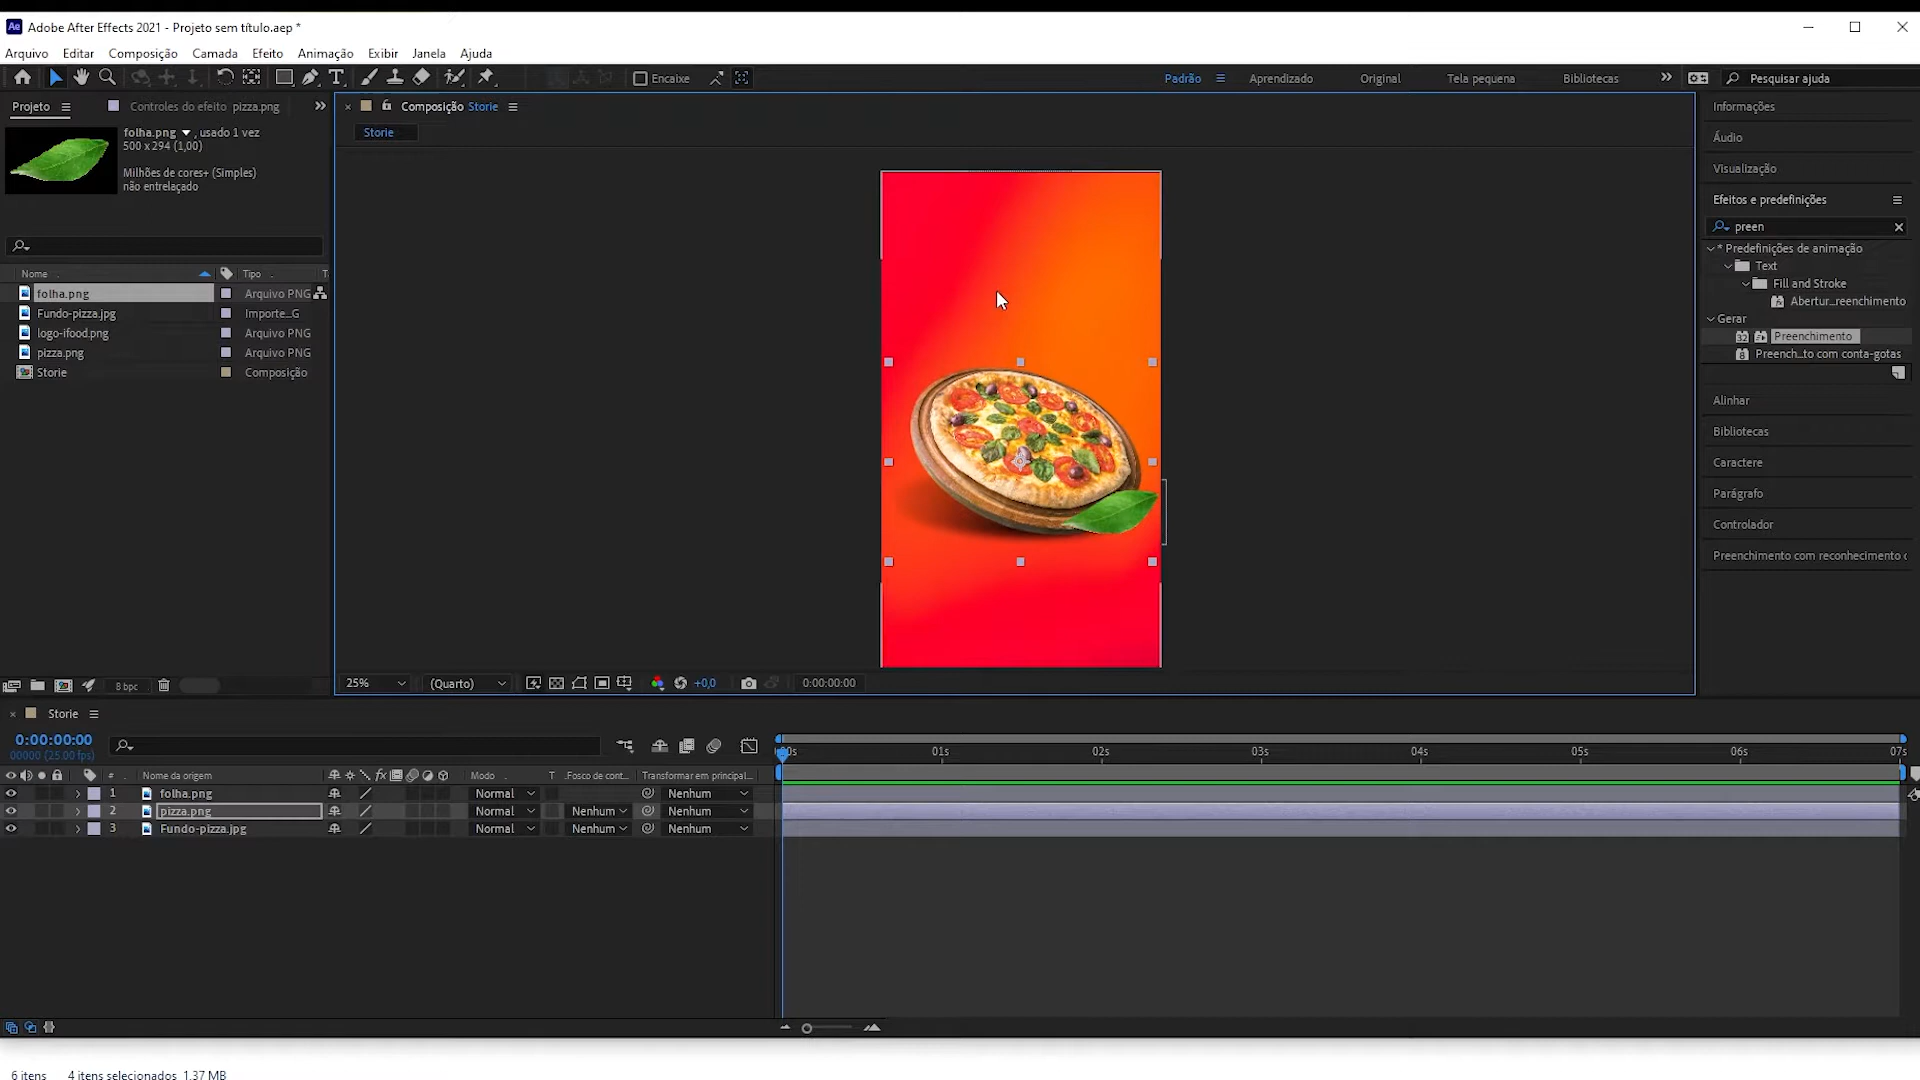 Adobe After Effects 2021 - Projeto sem título.aep *
Arquivo Editar Composição Camada Efeito Animação Exibir Janela Ajuda
Encaixe
Padrão Aprendizado Original Tela pequena Bibliotecas Pesquisar ajuda
Projeto Controles do efeito pizza.png
Composição Storie
Storie
folha.png , usado 1 vez
500 x 294 (1,00)
Milhões de cores+ (Simples)
não entrelaçado
Nome Tipo T
folha.png Arquivo PNG
Fundo-pizza.jpg Importe...G
logo-ifood.png Arquivo PNG
pizza.png Arquivo PNG
Storie Composição
8 bpc
25% (Quarto) +0,0 0:00:00:00
Informações
Áudio
Visualização
Efeitos e predefinições
preen
* Predefinições de animação
Text
Fill and Stroke
Abertur...reenchimento
Gerar
Preenchimento
Preench...to com conta-gotas
Alinhar
Bibliotecas
Caractere
Parágrafo
Controlador
Preenchimento com reconhecimento c
Storie
0:00:00:00
00000 (25.00 fps)
# Nome da origem Modo T .Fosco de cont... Transformar em principal...
1 folha.png Normal Nenhum
2 pizza.png Normal Nenhum Nenhum
3 Fundo-pizza.jpg Normal Nenhum Nenhum
00s 01s 02s 03s 04s 05s 06s 07s
6 itens 4 itens selecionados 1,37 MB